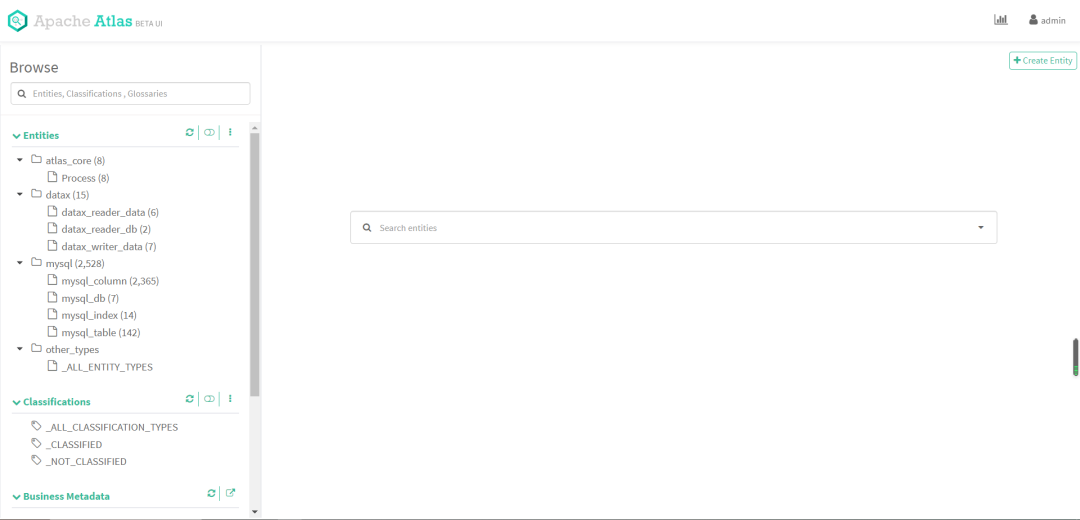 Apache Atlas BETA UI
admin
Create Entity
Browse
Entities, Classifications , Glossaries
Entities
atlas_core (8)
Process (8)
datax (15)
datax_reader_data (6)
datax_reader_db (2)
datax_writer_data (7)
mysql (2,528)
mysql_column (2,365)
mysql_db (7)
mysql_index (14)
mysql_table (142)
other_types
_ALL_ENTITY_TYPES
Search entities
Classifications
_ALL_CLASSIFICATION_TYPES
_CLASSIFIED
_NOT_CLASSIFIED
Business Metadata